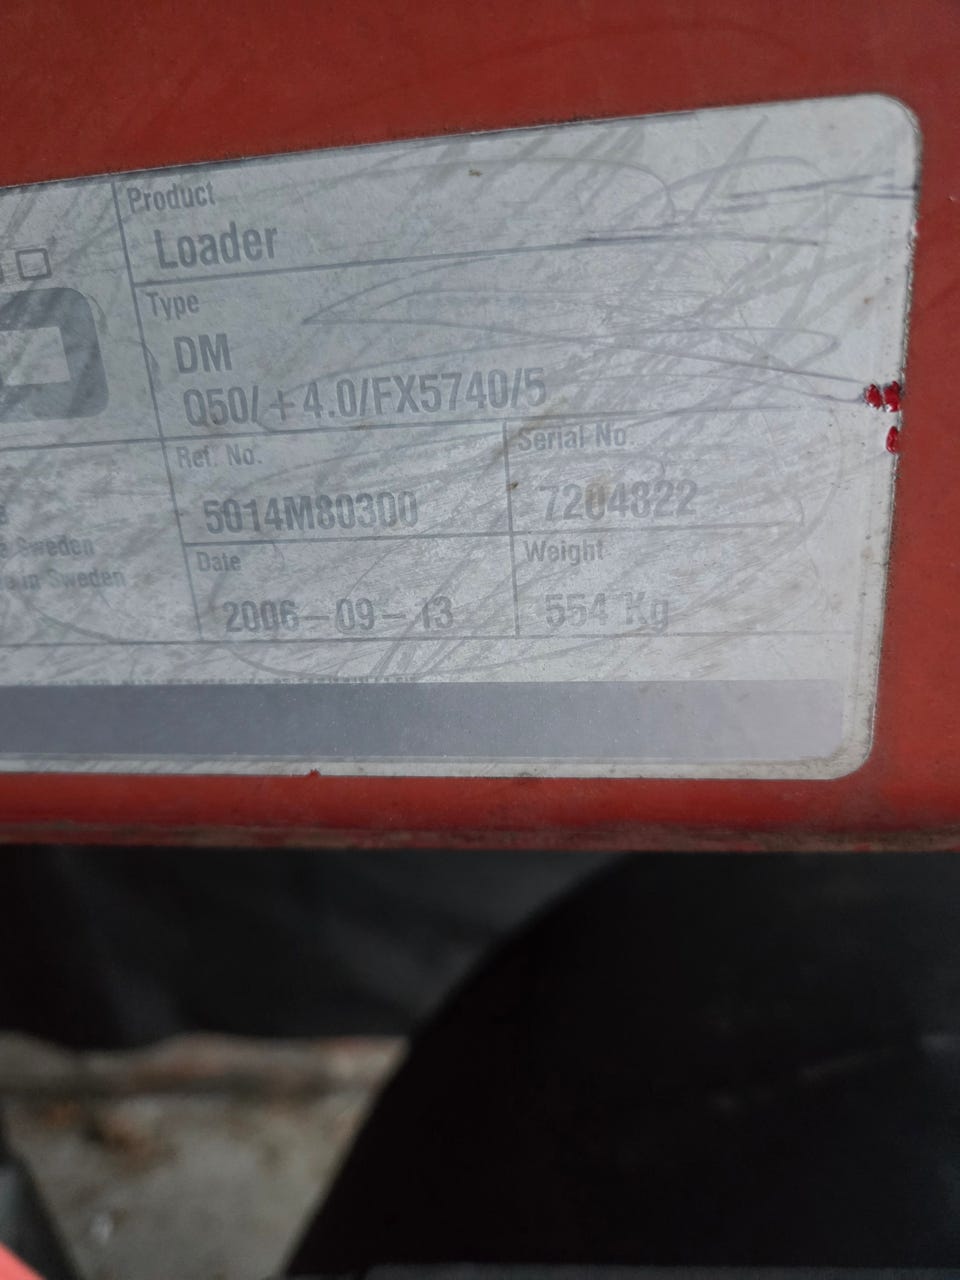 Product
Loader
Type
DM
Q50/+4.0/FX5740/5
Ref. No.
5014M80300
Serial No.
7204822
Sweden
in Sweden
Date
2006-09-13
Weight
554 Kg